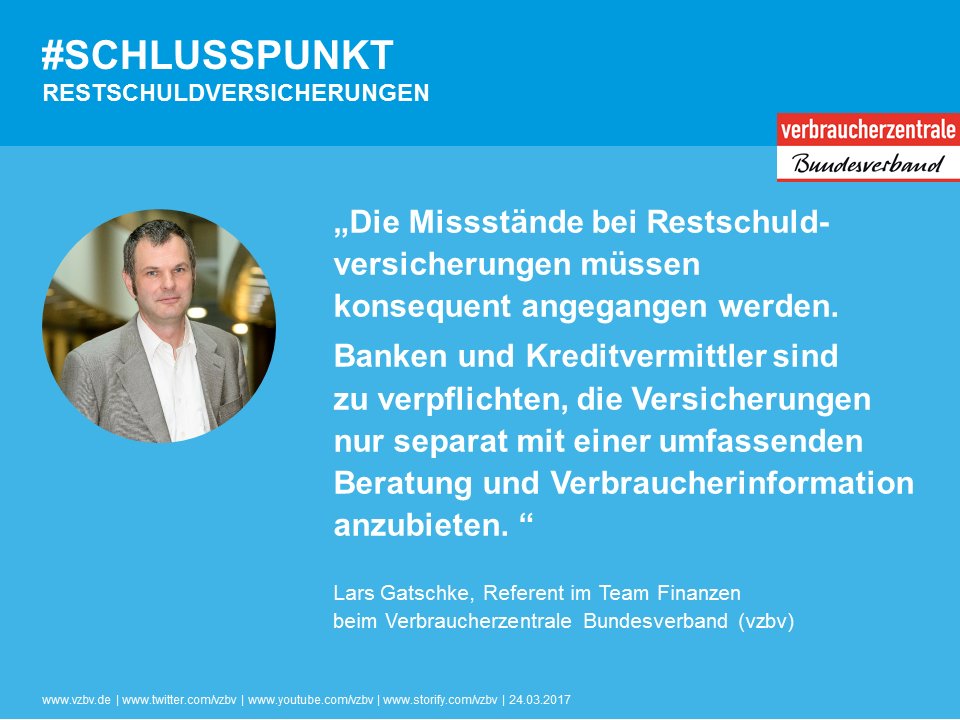 #SCHLUSSPUNKT
RESTSCHULDVERSICHERUNGEN
verbraucherzentrale
Bundesverband
„Die Missstände bei Restschuld-
versicherungen müssen
konsequent angegangen werden.
Banken und Kreditvermittler sind
zu verpflichten, die Versicherungen
nur separat mit einer umfassenden
Beratung und Verbraucherinformation
anzubieten. “
Lars Gatschke, Referent im Team Finanzen
beim Verbraucherzentrale Bundesverband (vzbv)
www.vzbv.de | www.twitter.com/vzbv | www.youtube.com/vzbv | www.storify.com/vzbv | 24.03.2017